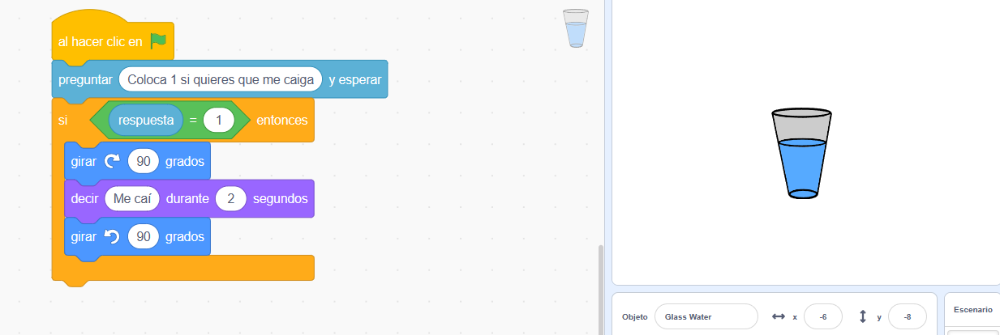 al hacer clic en
preguntar Coloca 1 si quieres que me caiga y esperar
si respuesta = 1 entonces
girar 90 grados
decir Me caí durante 2 segundos
girar 90 grados
Objeto Glass Water x -6 y -8
Escenario